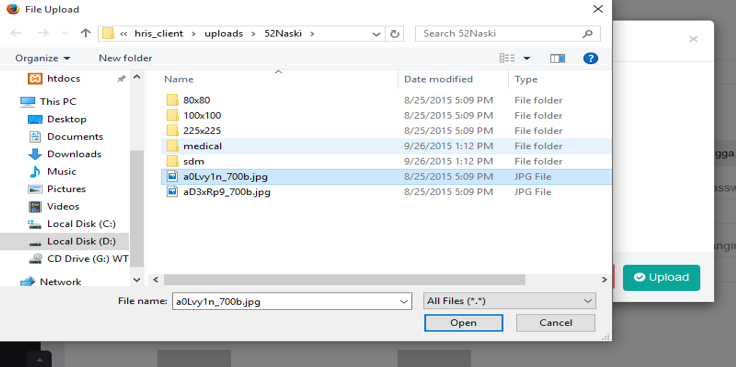 File Upload
« hris_client › uploads › 52Naski ›
Search 52Naski
Organize
New folder
htdocs
This PC
Desktop
Documents
Downloads
Music
Pictures
Videos
Local Disk (C:)
Local Disk (D:)
CD Drive (G:) WT
Network
Name Date modified Type
80x80 8/25/2015 5:09 PM File folder
100x100 8/25/2015 5:09 PM File folder
225x225 8/25/2015 5:09 PM File folder
medical 9/26/2015 1:12 PM File folder
sdm 9/26/2015 1:12 PM File folder
a0Lvy1n_700b.jpg 8/25/2015 5:09 PM JPG File
aD3xRp9_700b.jpg 8/25/2015 5:09 PM JPG File
File name: a0Lvy1n_700b.jpg All Files (*.*)
Open Cancel
gga
assw
angin
Upload